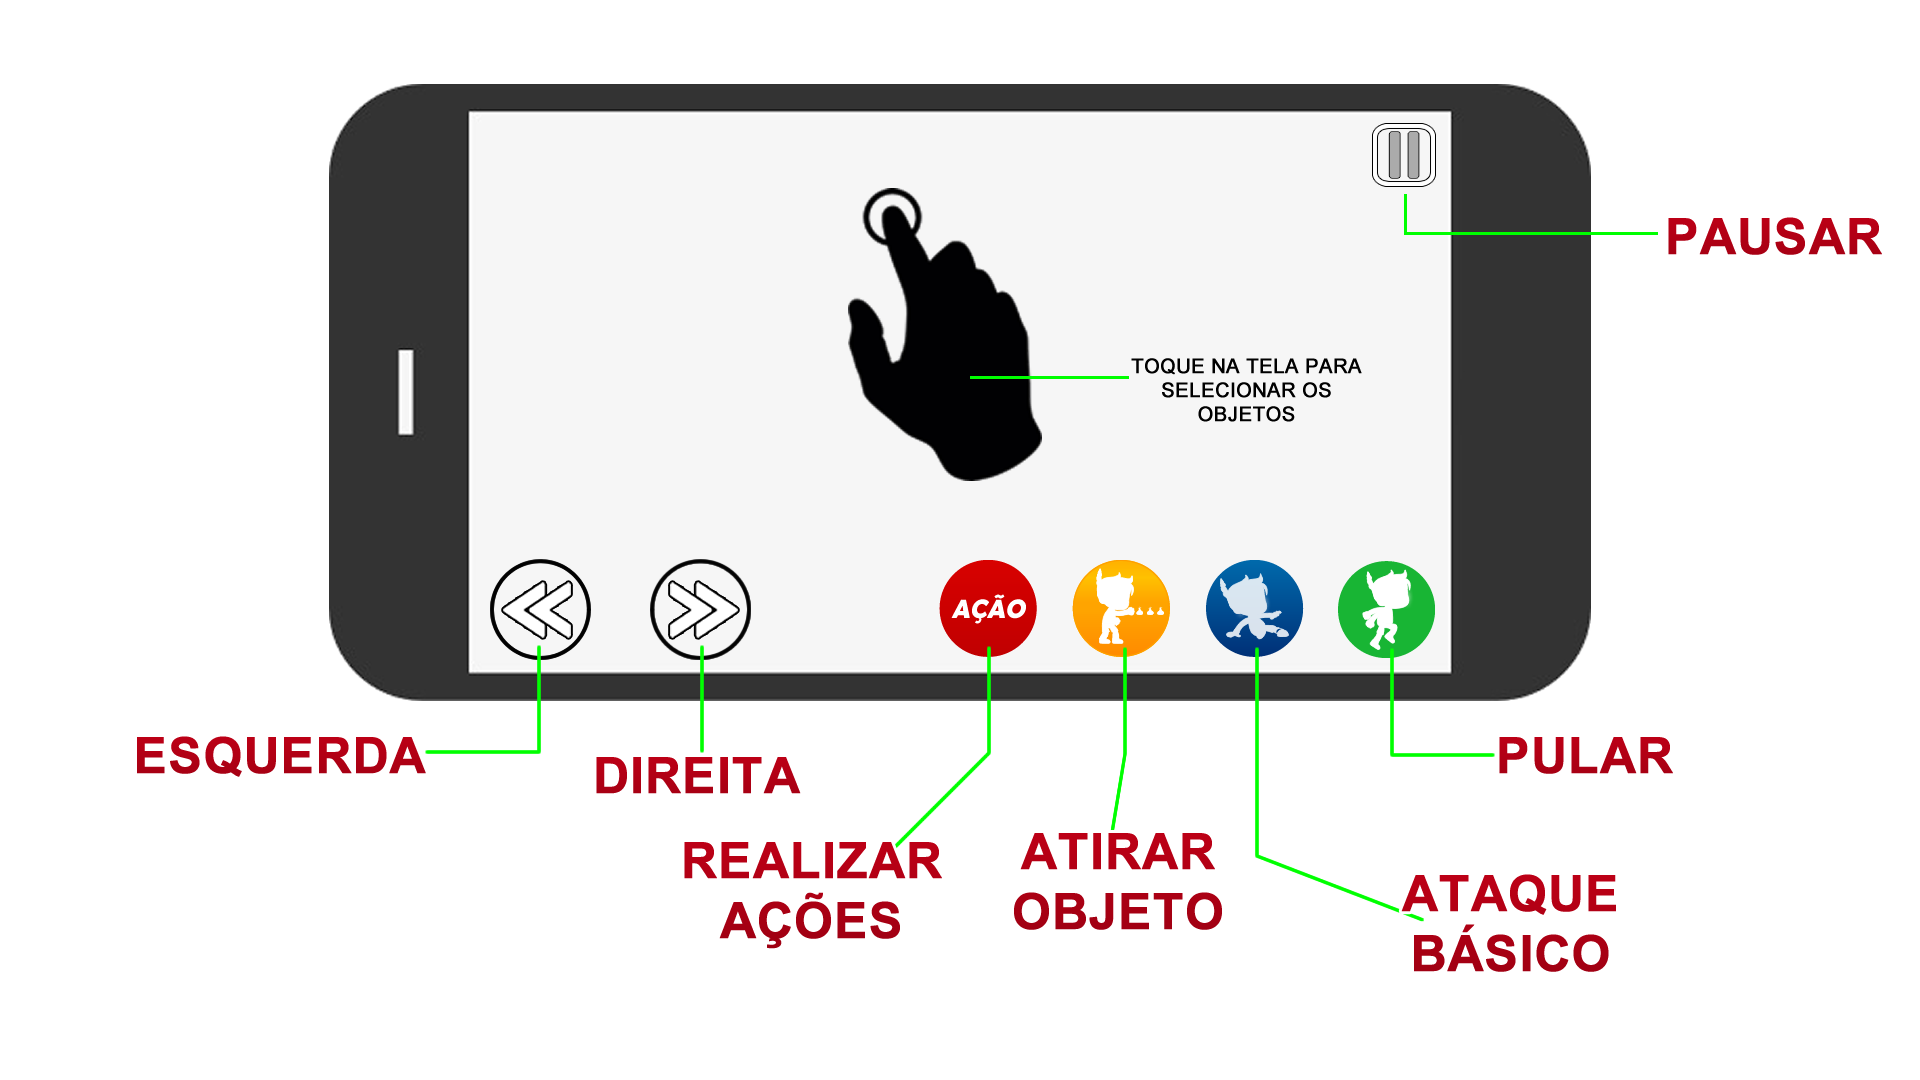 PAUSAR
TOQUE NA TELA PARA
SELECIONAR OS
OBJETOS
AÇÃO
ESQUERDA
DIREITA
REALIZAR
AÇÕES
ATIRAR
OBJETO
ATAQUE
BÁSICO
PULAR